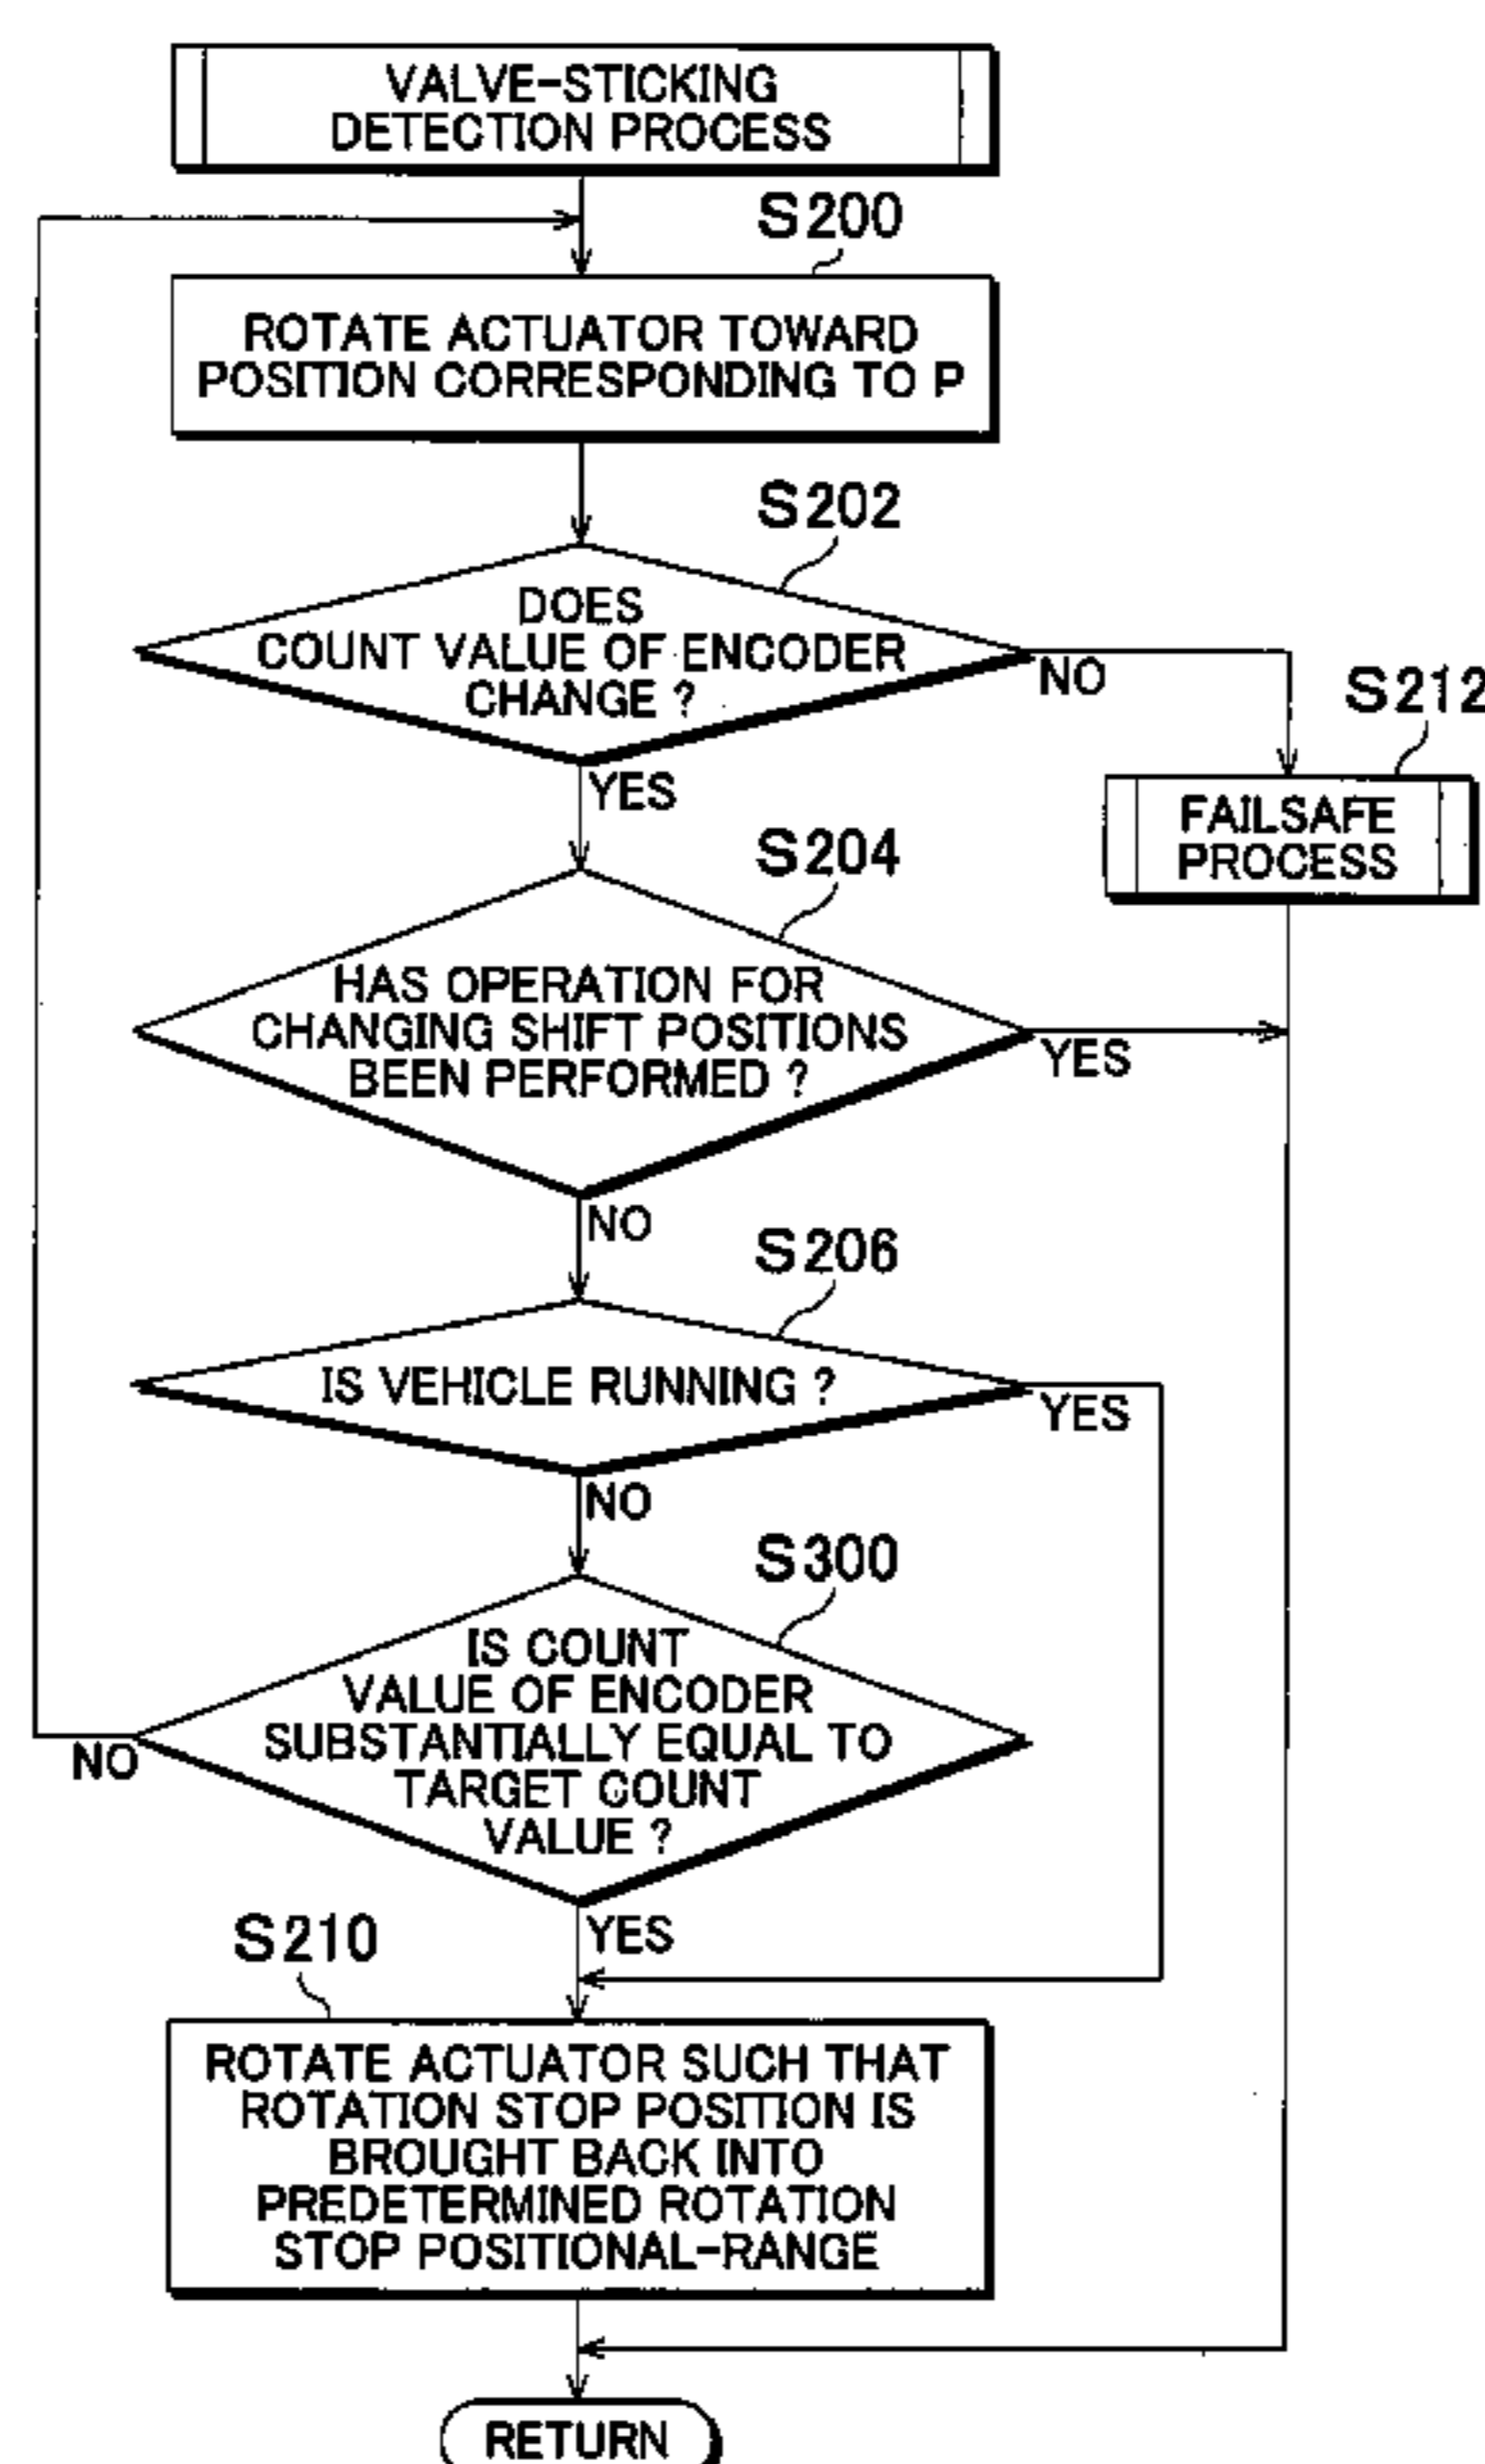 VALVE-STICKING
DETECTION PROCESS
S200
ROTATE ACTUATOR TOWARD
POSITION CORRESPONDING TO P
S202
DOES
COUNT VALUE OF ENCODER
CHANGE ?
NO
S212
YES
FAILSAFE
PROCESS
S204
HAS OPERATION FOR
CHANGING SHIFT POSITIONS
BEEN PERFORMED ?
YES
NO
S206
IS VEHICLE RUNNING ?
YES
NO
S300
IS COUNT
VALUE OF ENCODER
SUBSTANTIALLY EQUAL TO
TARGET COUNT
VALUE ?
NO
YES
S210
ROTATE ACTUATOR SUCH THAT
ROTATION STOP POSITION IS
BROUGHT BACK INTO
PREDETERMINED ROTATION
STOP POSITIONAL-RANGE
RETURN